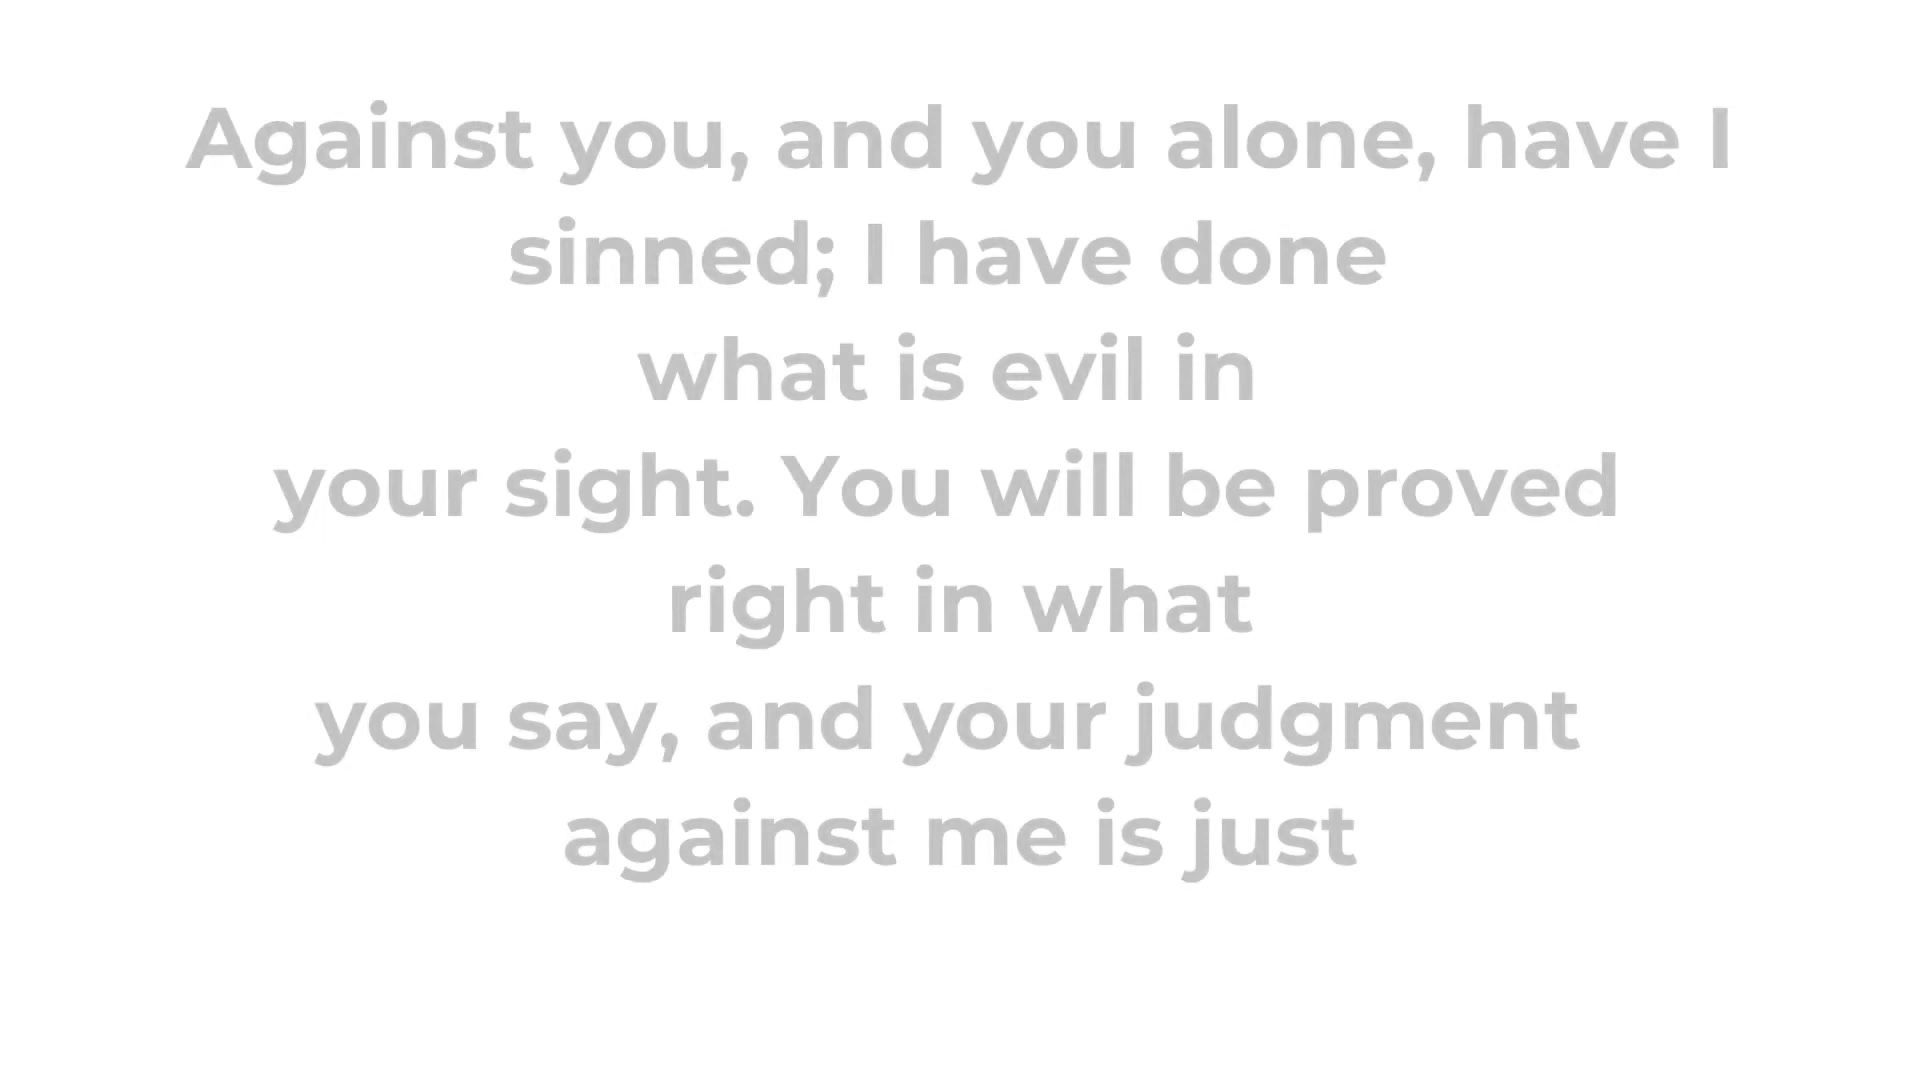 Against you, and you alone, have I
sinned; I have done
what is evil in
your sight. You will be proved
right in what
you say, and your judgment
against me is just